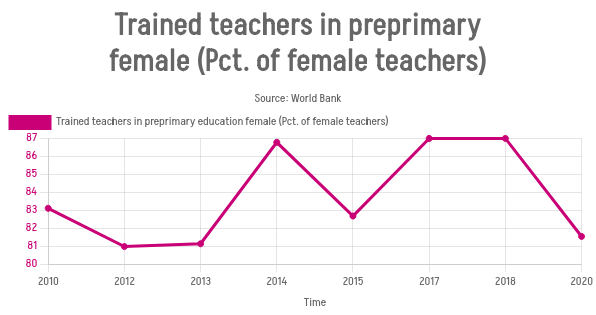 Trained teachers in preprimary
female (Pct. of female teachers)
Source: World Bank
Trained teachers in preprimary education female (Pct. of female teachers)
87
86
85
84
83
82
81
80
2010 2012 2013 2014 2015 2017 2018 2020
Time